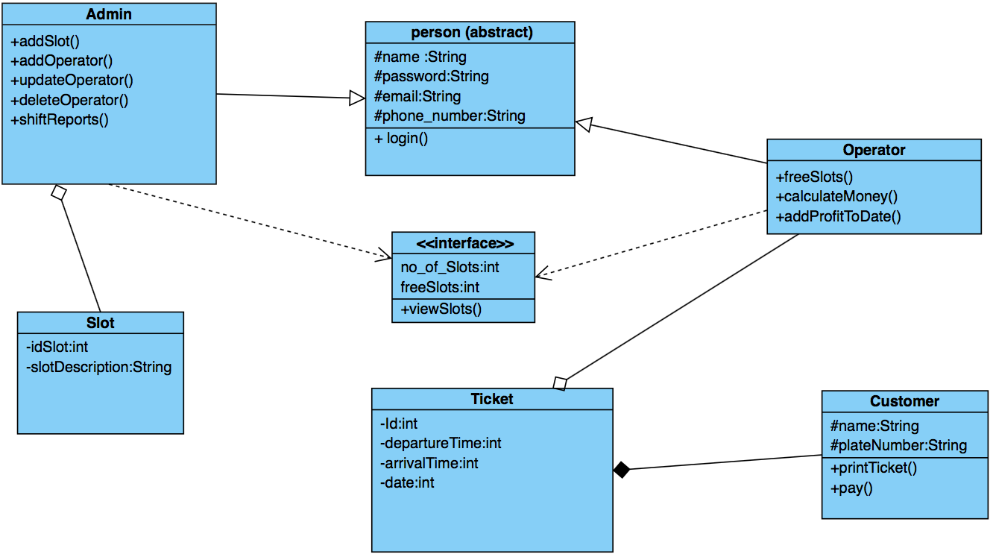 Admin
+addSlot()
+addOperator()
+updateOperator()
+deleteOperator()
+shiftReports()
person (abstract)
#name :String
#password:String
#email:String
#phone_number:String
+ login()
Operator
+freeSlots()
+calculateMoney()
+addProfitToDate()
<<interface>>
no_of_Slots:int
freeSlots:int
+viewSlots()
Slot
-idSlot:int
-slotDescription:String
Ticket
-Id:int
-departureTime:int
-arrivalTime:int
-date:int
Customer
#name:String
#plateNumber:String
+printTicket()
+pay()